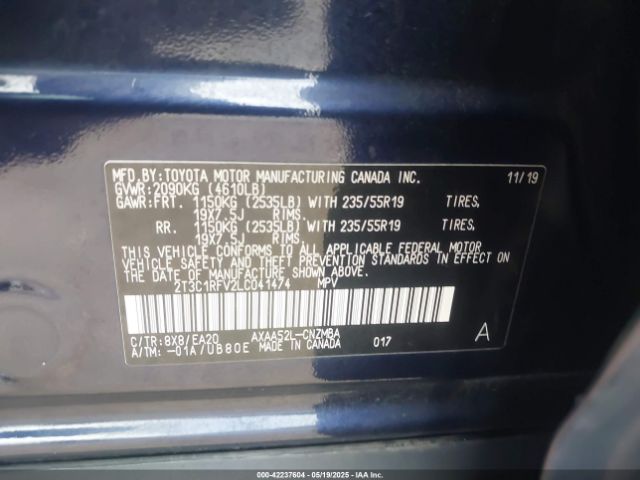 MFD.BY:TOYOTA MOTOR MANUFACTURING CANADA INC. 11/19
GVWR:2090KG (4610LB)
GAWR:FRT. 1150KG (2535LB) WITH 235/55R19 TIRES,
19X7.5J RIMS,
RR. 1150KG (2535LB) WITH 235/55R19 TIRES,
19X7.5J RIMS,
THIS VEHICLE CONFORMS TO ALL APPLICABLE FEDERAL MOTOR
VEHICLE SAFETY AND THEFT PREVENTION STANDARDS IN EFFECT
ON THE DATE OF MANUFACTURE SHOWN ABOVE.
2T3C1RFV2LC041474 MPV
C/TR:8X8/EA20 AXAA52L-CNZMBA
A/TM: -01A/UB80E MADE IN CANADA 017 A
000-42237604 - 05/19/2025 - COPYRIGHT IAA, LLC.